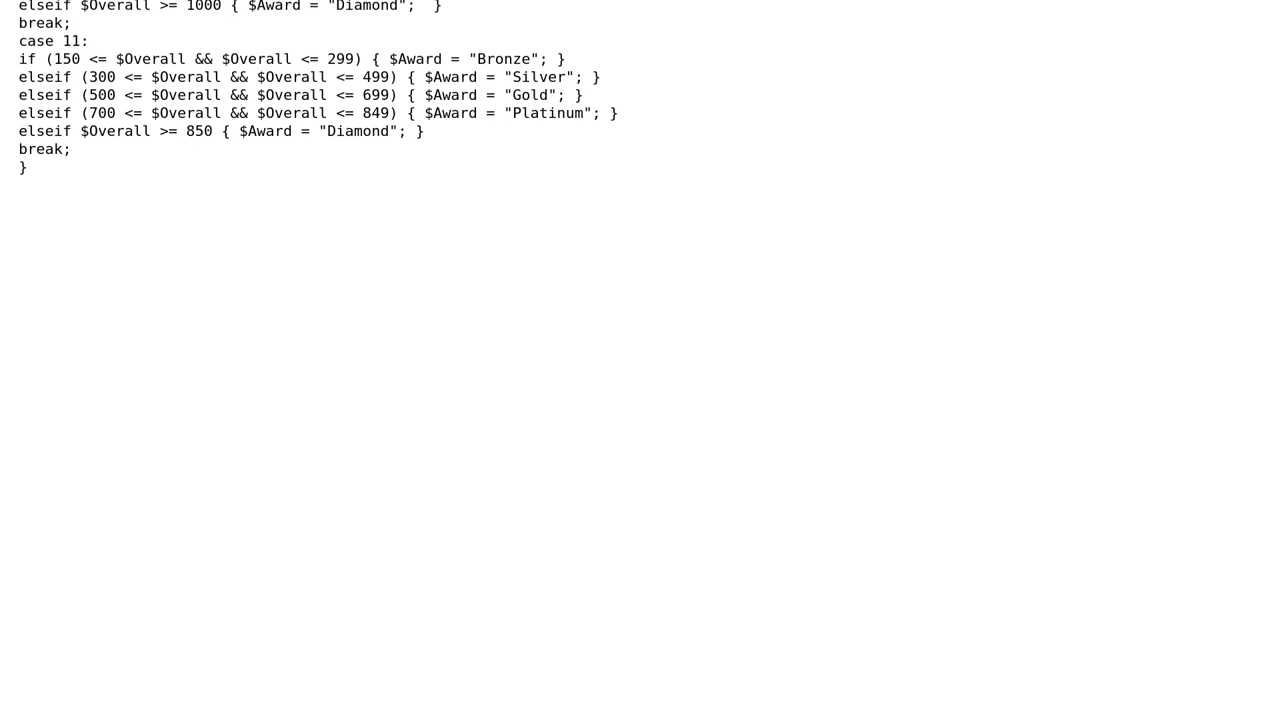 elseif $Overall >= 1000 { $Award = "Diamond";  }
break;
case 11:
if (150 <= $Overall && $Overall <= 299) { $Award = "Bronze"; }
elseif (300 <= $Overall && $Overall <= 499) { $Award = "Silver"; }
elseif (500 <= $Overall && $Overall <= 699) { $Award = "Gold"; }
elseif (700 <= $Overall && $Overall <= 849) { $Award = "Platinum"; }
elseif $Overall >= 850 { $Award = "Diamond"; }
break;
}